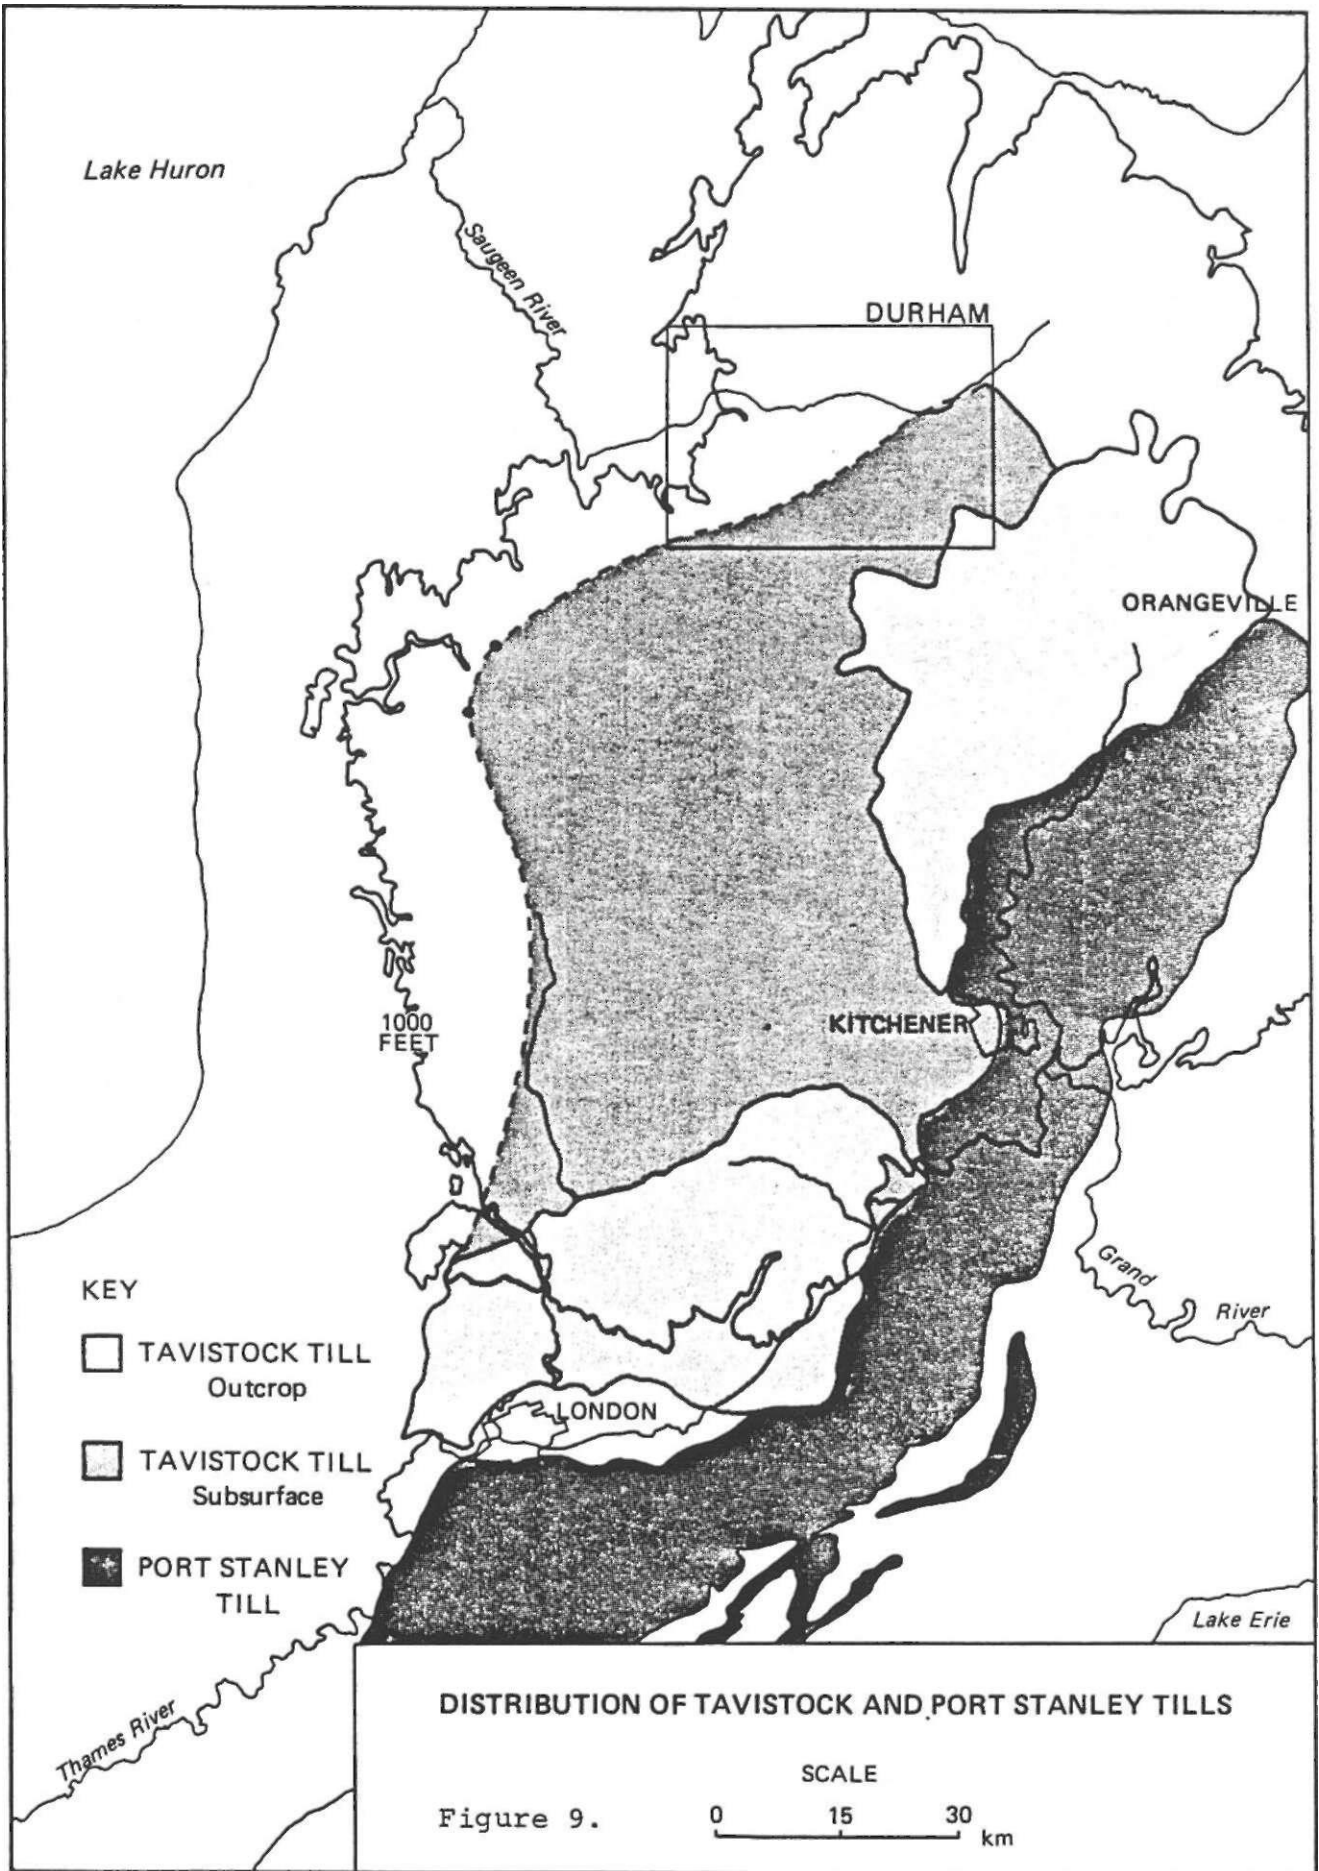 Lake Huron
Saugeen River
DURHAM
ORANGEVILLE
1000
FEET
KITCHENER
Grand
River
KEY
TAVISTOCK TILL
Outcrop
TAVISTOCK TILL
Subsurface
PORT STANLEY
TILL
LONDON
Lake Erie
Thames River
DISTRIBUTION OF TAVISTOCK AND PORT STANLEY TILLS
SCALE
Figure 9.
0 15 30
km